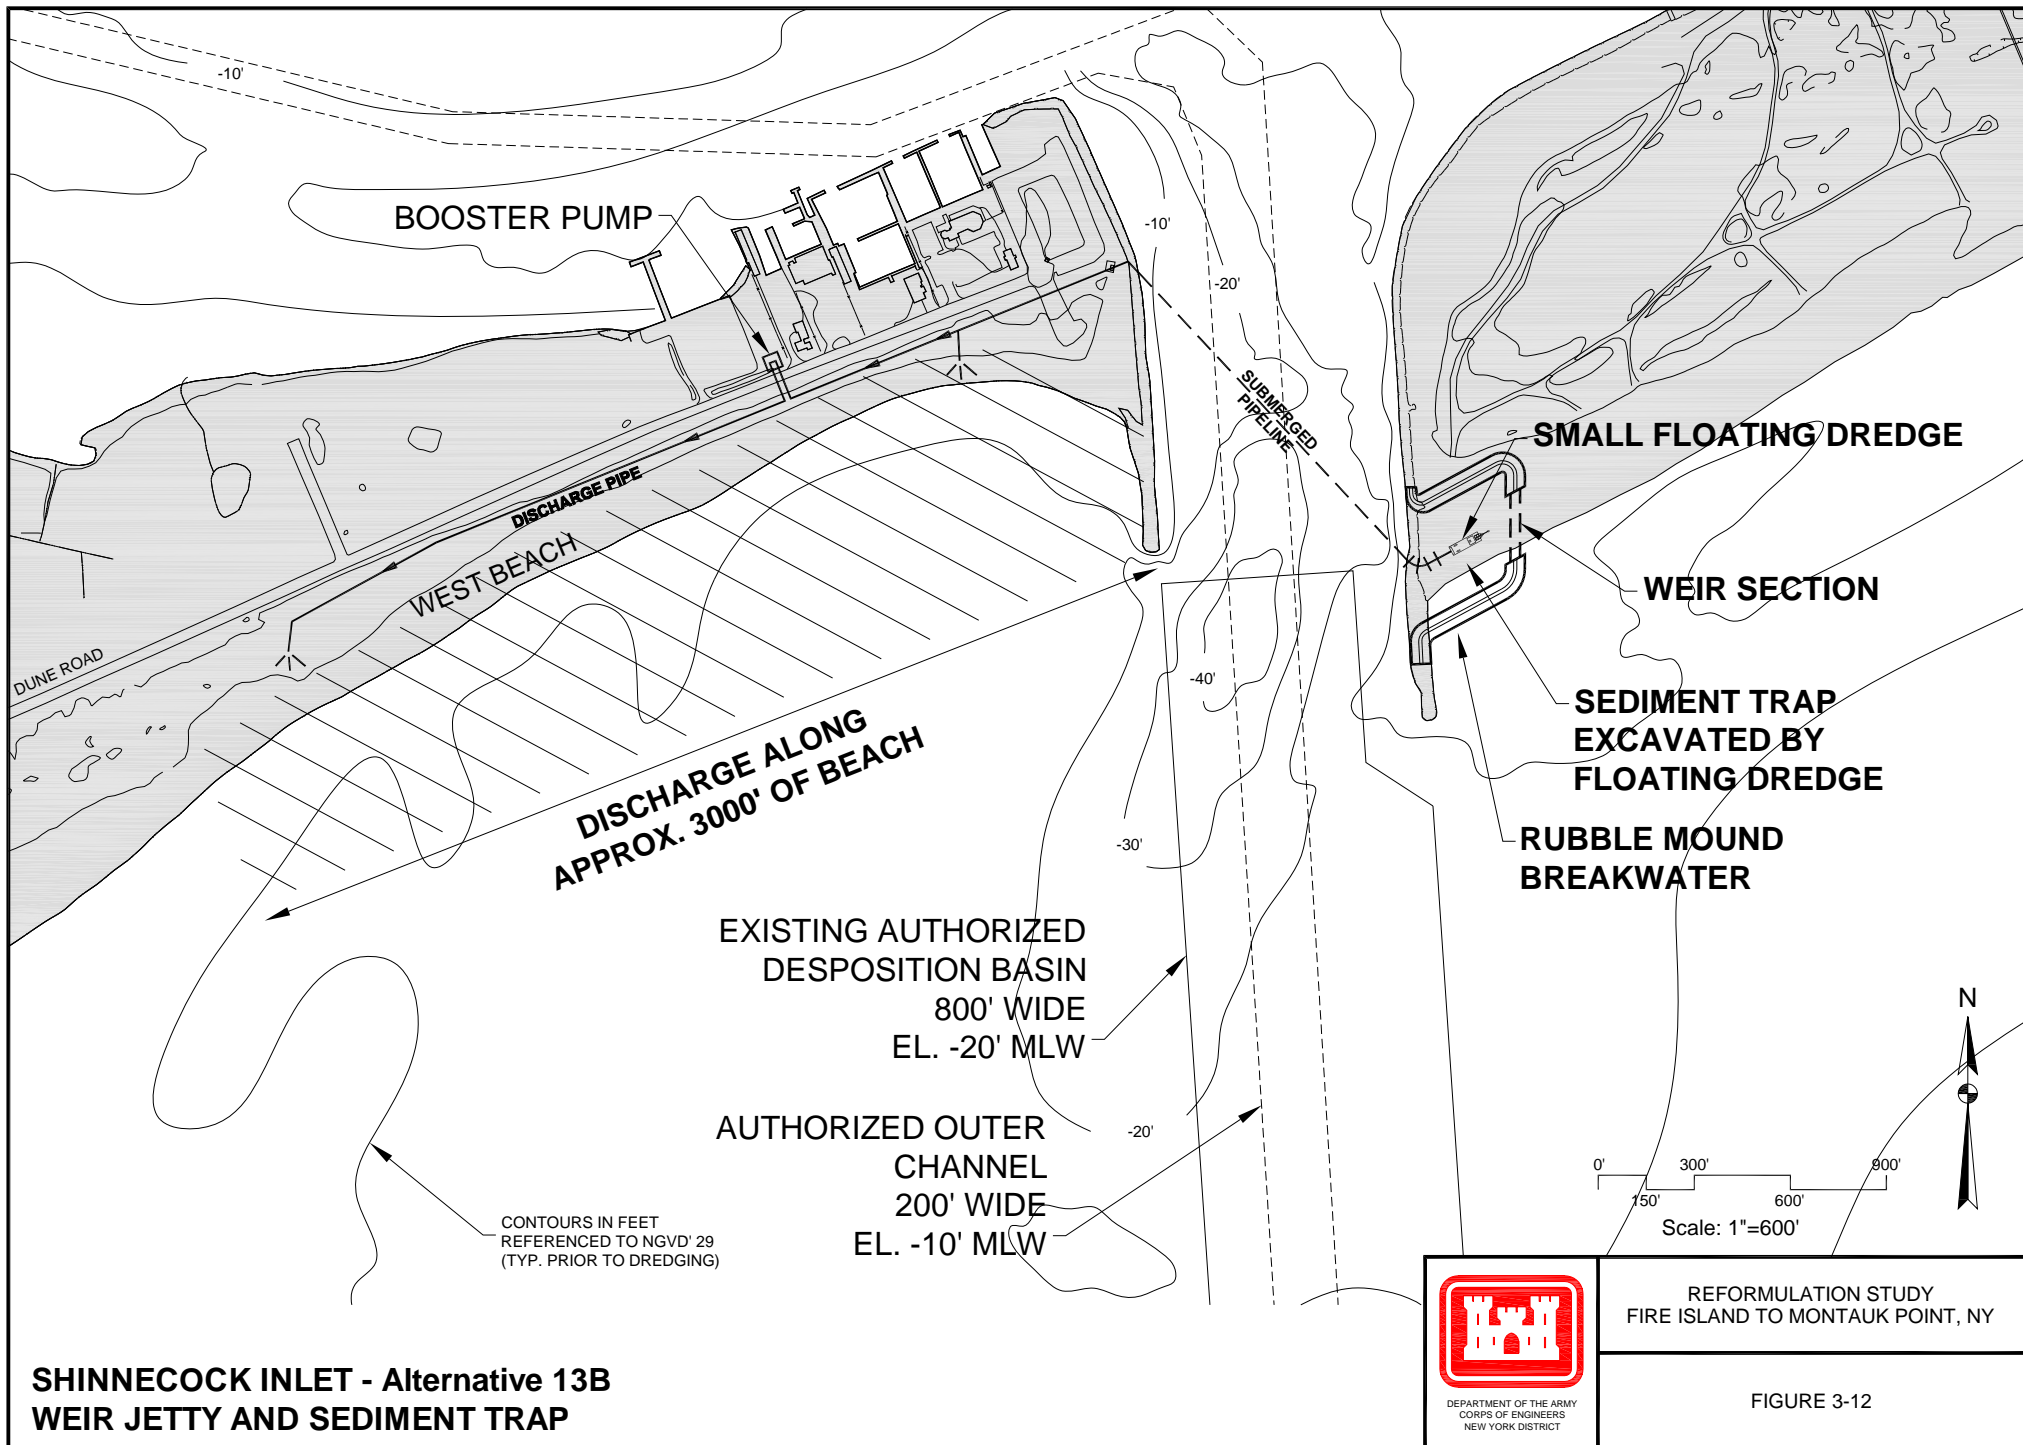 -10'
BOOSTER PUMP
-10'
-20'
SUBMERGED
PIPELINE
SMALL FLOATING DREDGE
DISCHARGE PIPE
WEST BEACH
WEIR SECTION
DUNE ROAD
-40'
SEDIMENT TRAP
EXCAVATED BY
FLOATING DREDGE
DISCHARGE ALONG
APPROX. 3000' OF BEACH
-30'
RUBBLE MOUND
BREAKWATER
EXISTING AUTHORIZED
DESPOSITION BASIN
800' WIDE
EL. -20' MLW
N
AUTHORIZED OUTER
CHANNEL
200' WIDE
EL. -10' MLW
-20'
0' 300' 900'
150' 600'
Scale: 1"=600'
CONTOURS IN FEET
REFERENCED TO NGVD' 29
(TYP. PRIOR TO DREDGING)
REFORMULATION STUDY
FIRE ISLAND TO MONTAUK POINT, NY
SHINNECOCK INLET - Alternative 13B
WEIR JETTY AND SEDIMENT TRAP
DEPARTMENT OF THE ARMY
CORPS OF ENGINEERS
NEW YORK DISTRICT
FIGURE 3-12